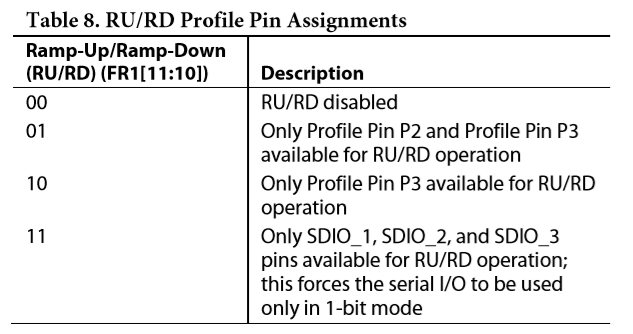 Table 8. RU/RD Profile Pin Assignments
Ramp-Up/Ramp-Down
(RU/RD) (FR1[11:10]) Description
00 RU/RD disabled
01 Only Profile Pin P2 and Profile Pin P3
available for RU/RD operation
10 Only Profile Pin P3 available for RU/RD
operation
11 Only SDIO_1, SDIO_2, and SDIO_3
pins available for RU/RD operation;
this forces the serial I/O to be used
only in 1-bit mode